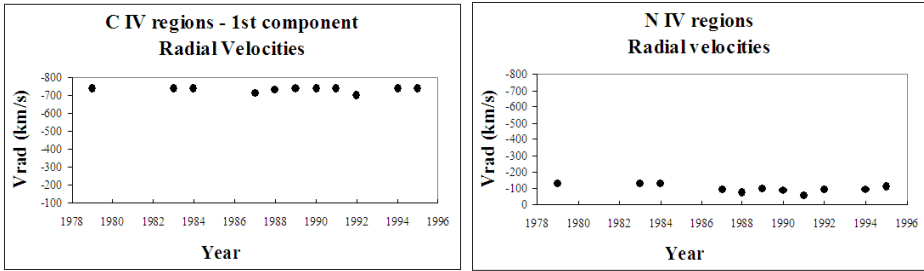 C IV regions - 1st component
Radial Velocities
Vrad (km/s)
-800
-700
-600
-500
-400
-300
-200
-100
1978 1980 1982 1984 1986 1988 1990 1992 1994 1996
Year
N IV regions
Radial velocities
Vrad (km/s)
-800
-700
-600
-500
-400
-300
-200
-100
0
1978 1980 1982 1984 1986 1988 1990 1992 1994 1996
Year